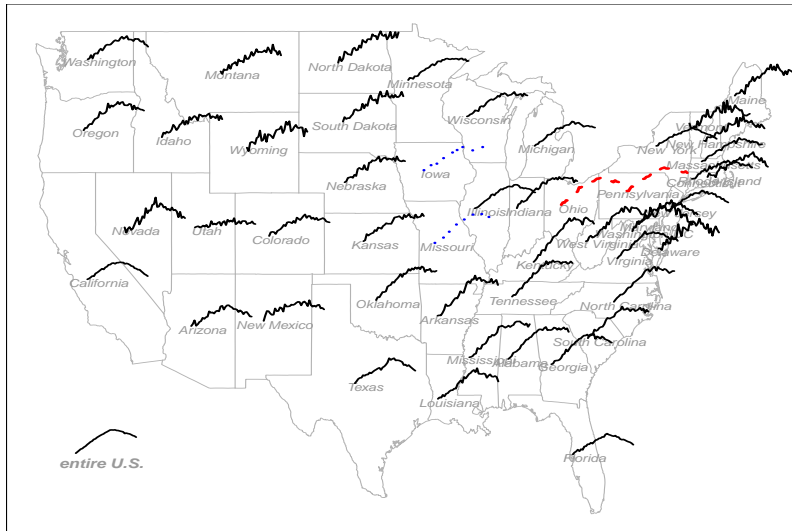 Washington
Montana
North Dakota
Minnesota
Maine
Oregon
Idaho
Wyoming
South Dakota
Wisconsin
Michigan
New York
Vermont
New Hampshire
Massachusetts
Rhode Island
Connecticut
Nebraska
Iowa
Illinois
Indiana
Ohio
Pennsylvania
New Jersey
Nevada
Utah
Colorado
Kansas
Missouri
West Virginia
Virginia
Delaware
California
Kentucky
Oklahoma
Arkansas
Tennessee
North Carolina
Arizona
New Mexico
Mississippi
Alabama
Georgia
South Carolina
Texas
Louisiana
Florida
entire U.S.